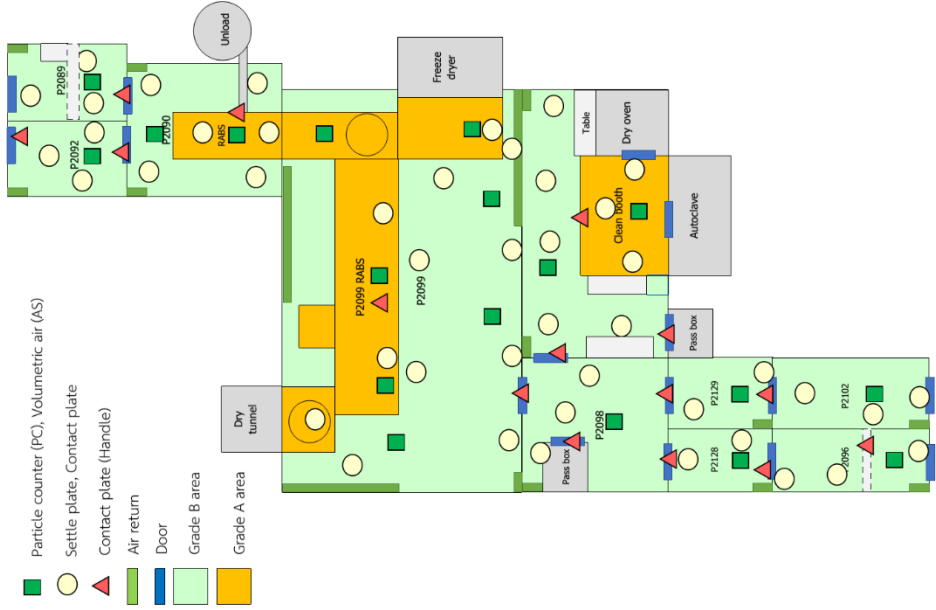 Particle counter (PC), Volumetric air (AS)
Settle plate, Contact plate
Contact plate (Handle)
Air return
Door
Grade B area
Grade A area
Unload
P2089
P2092
P2090
RABS
Freeze
dryer
Table
Dry oven
Clean booth
Autoclave
P2099 RABS
P2099
Pass box
Dry
tunnel
P2098
Pass box
P2129
P2102
P2128
P2096